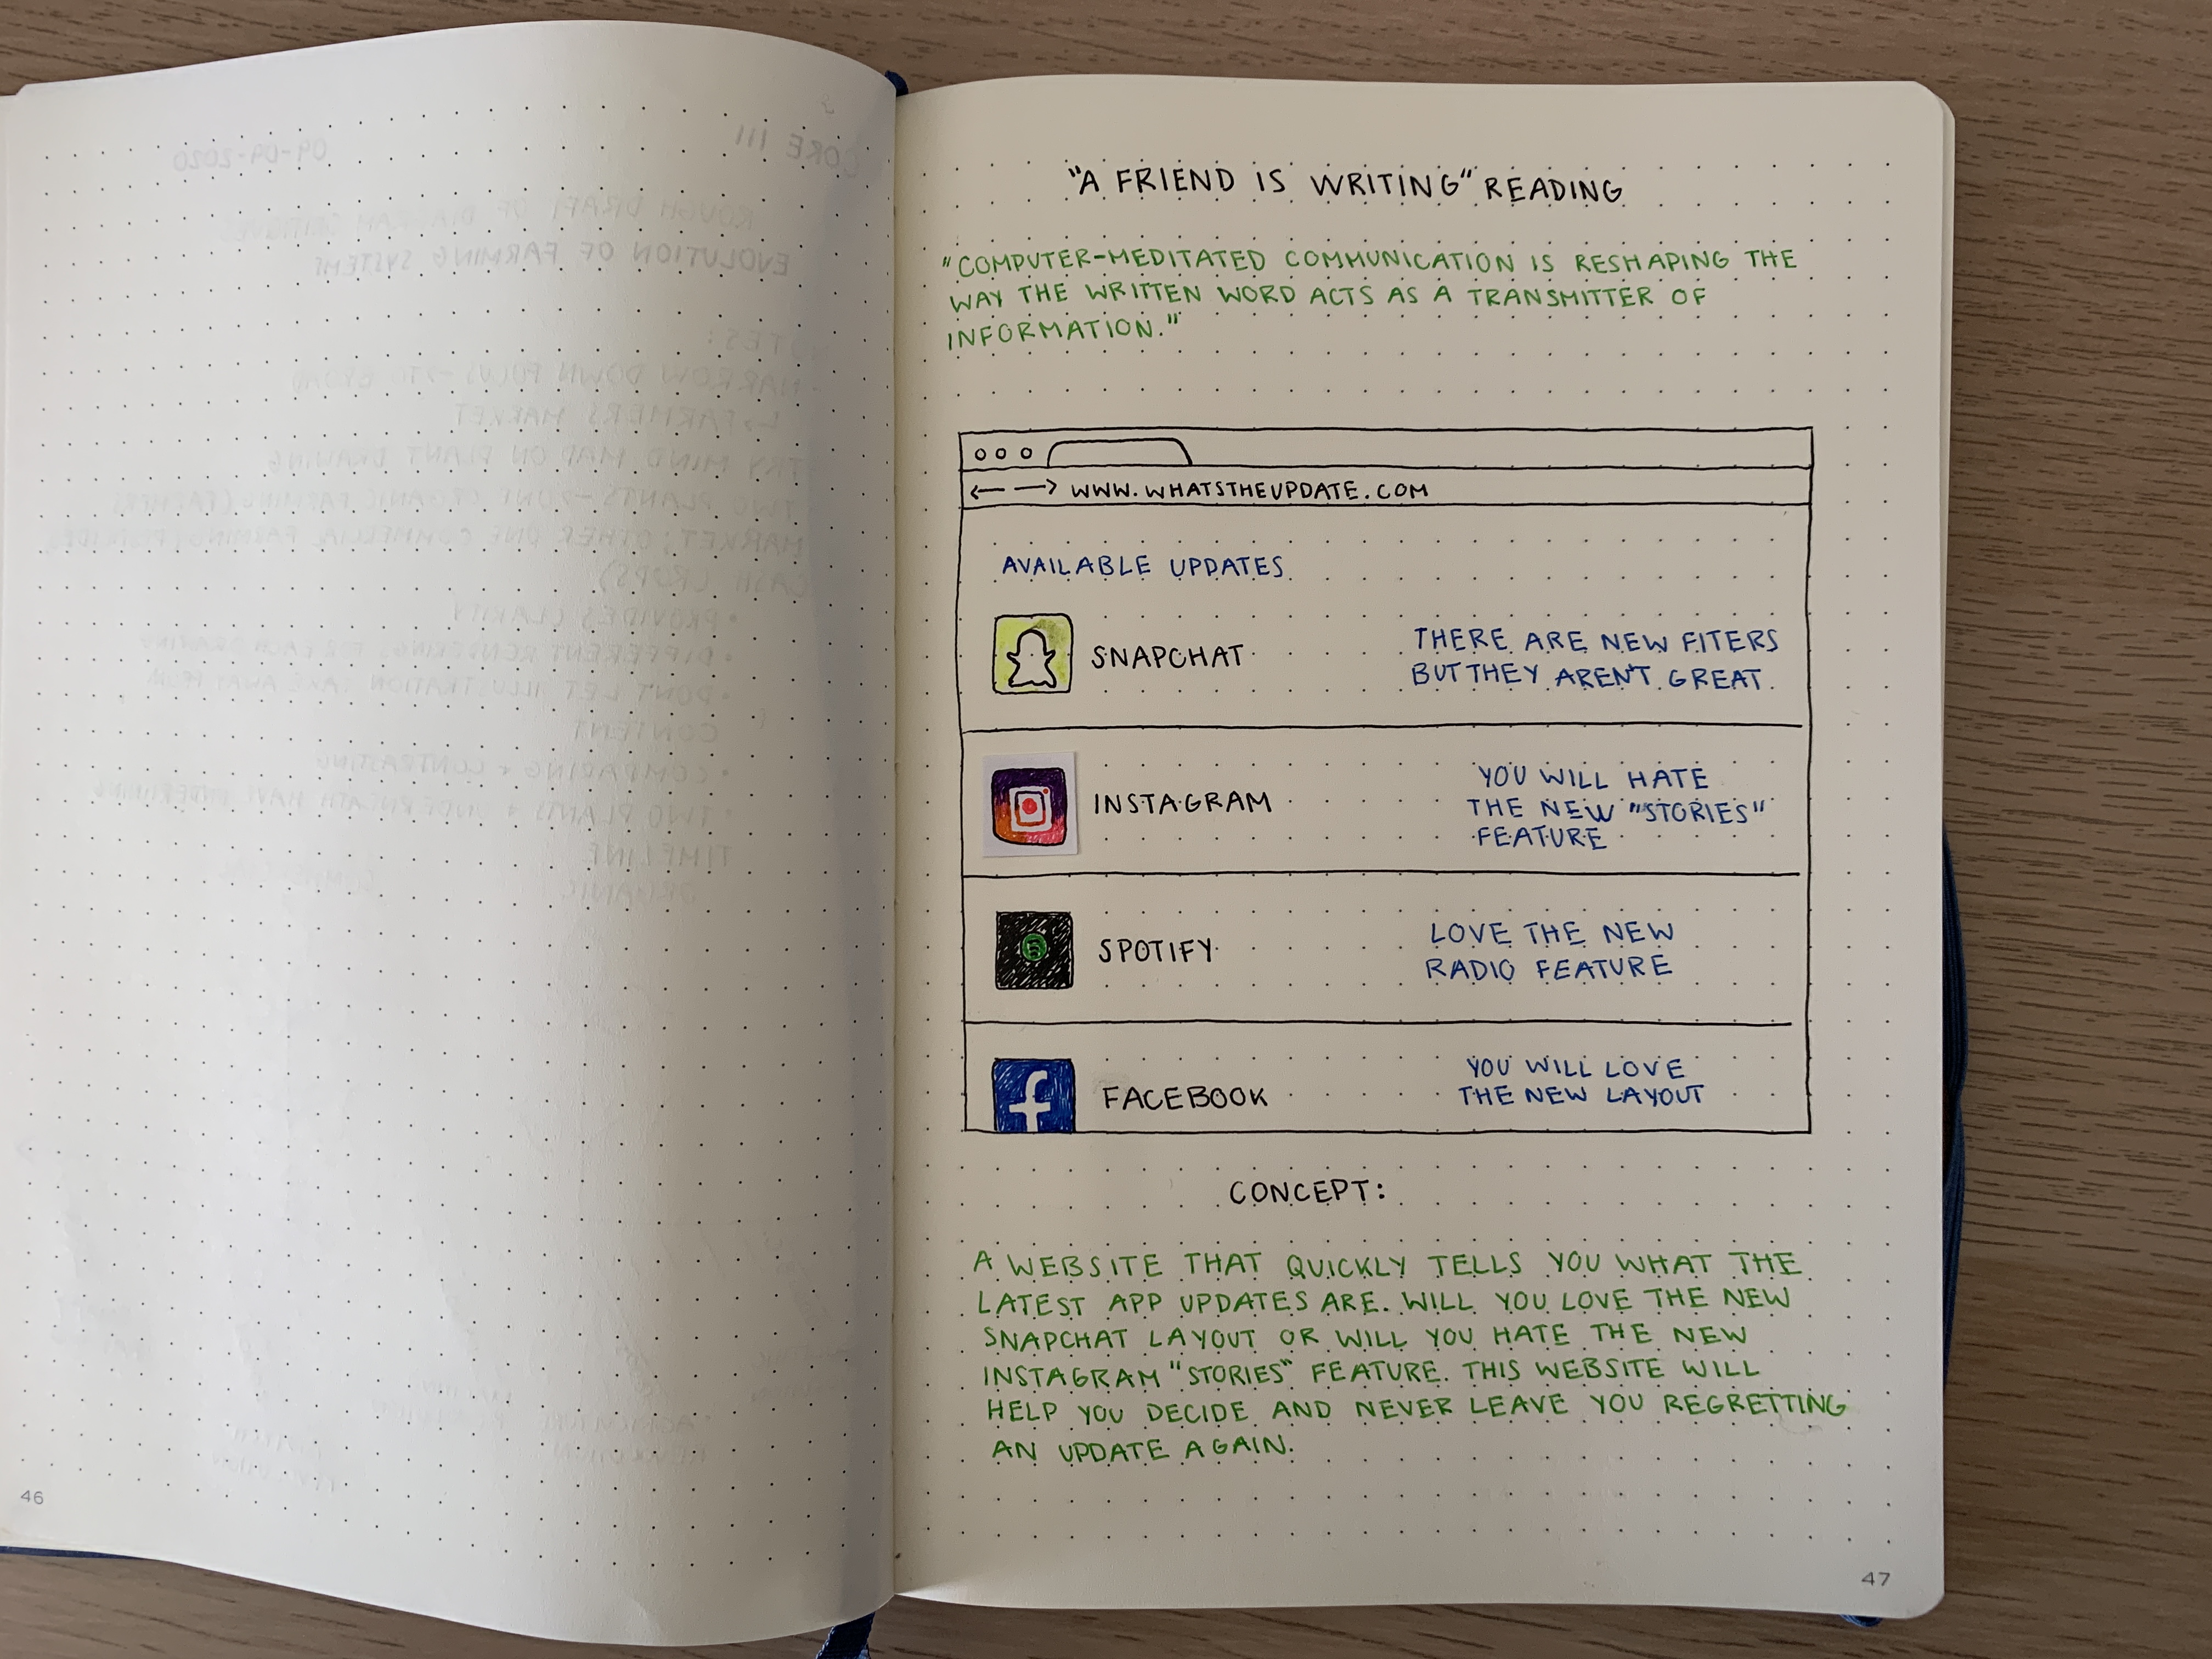 "A FRIEND IS WRITING" READING
"COMPUTER-MEDITATED COMMUNICATION IS RESHAPING THE
WAY THE WRITTEN WORD ACTS AS A TRANSMITTER OF
INFORMATION."
WWW.WHATSTHEUPDATE.COM
AVAILABLE UPDATES
SNAPCHAT
THERE ARE NEW FITERS
BUT THEY AREN'T GREAT
INSTAGRAM
YOU WILL HATE
THE NEW "STORIES"
FEATURE
SPOTIFY
LOVE THE NEW
RADIO FEATURE
FACEBOOK
YOU WILL LOVE
THE NEW LAYOUT
CONCEPT:
A WEBSITE THAT QUICKLY TELLS YOU WHAT THE
LATEST APP UPDATES ARE. WILL YOU LOVE THE NEW
SNAPCHAT LAYOUT OR WILL YOU HATE THE NEW
INSTAGRAM "STORIES" FEATURE. THIS WEBSITE WILL
HELP YOU DECIDE AND NEVER LEAVE YOU REGRETTING
AN UPDATE AGAIN.
46
47